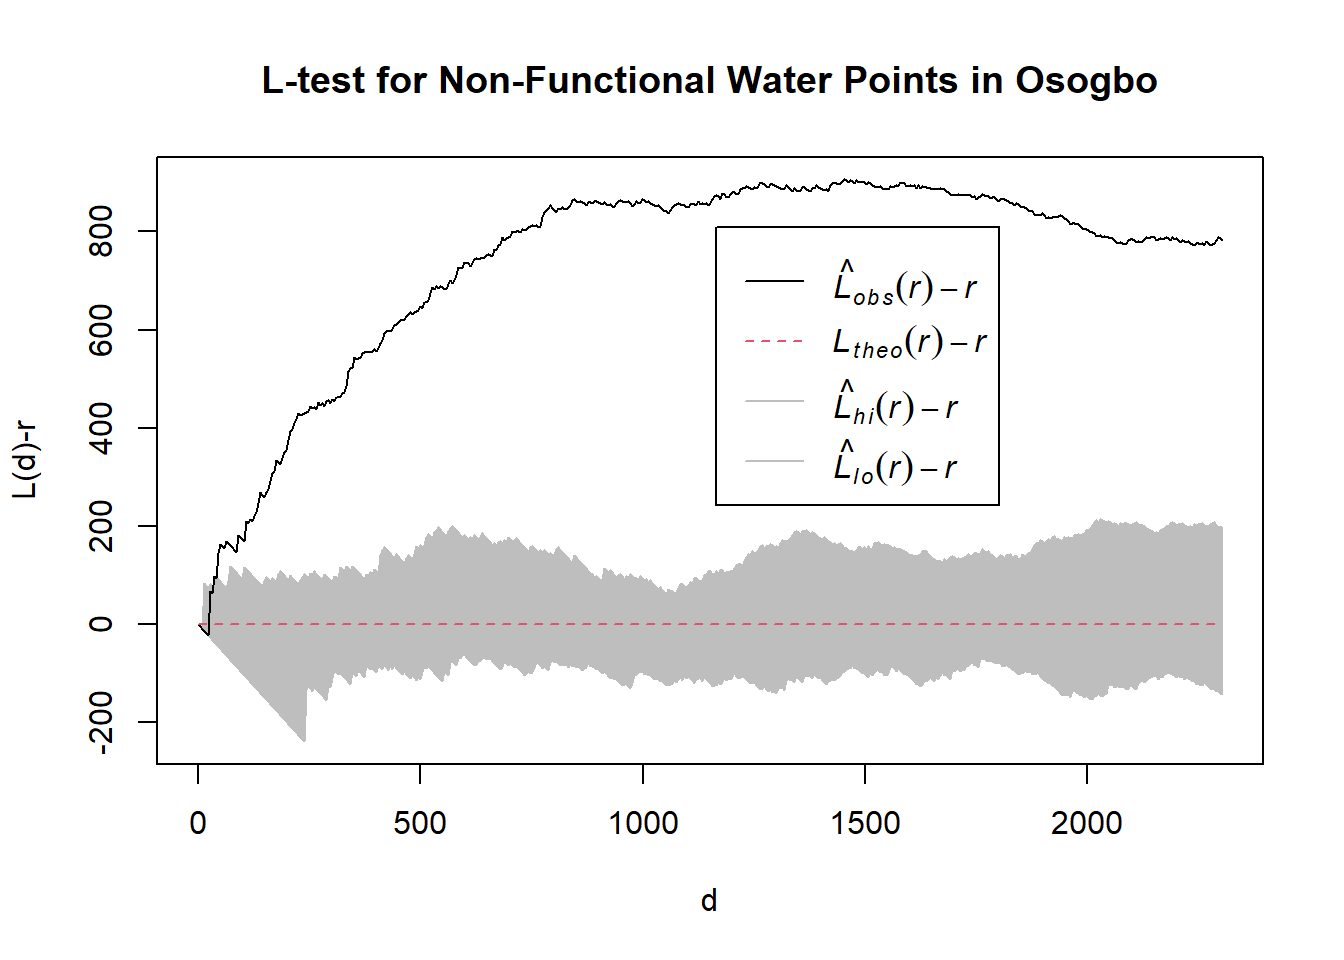 L-test for Non-Functional Water Points in Osogbo
L(d)-r
800
600
400
200
0
-200
L̂obs(r) − r
Ltheo(r) − r
L̂hi(r) − r
L̂lo(r) − r
0 500 1000 1500 2000
d